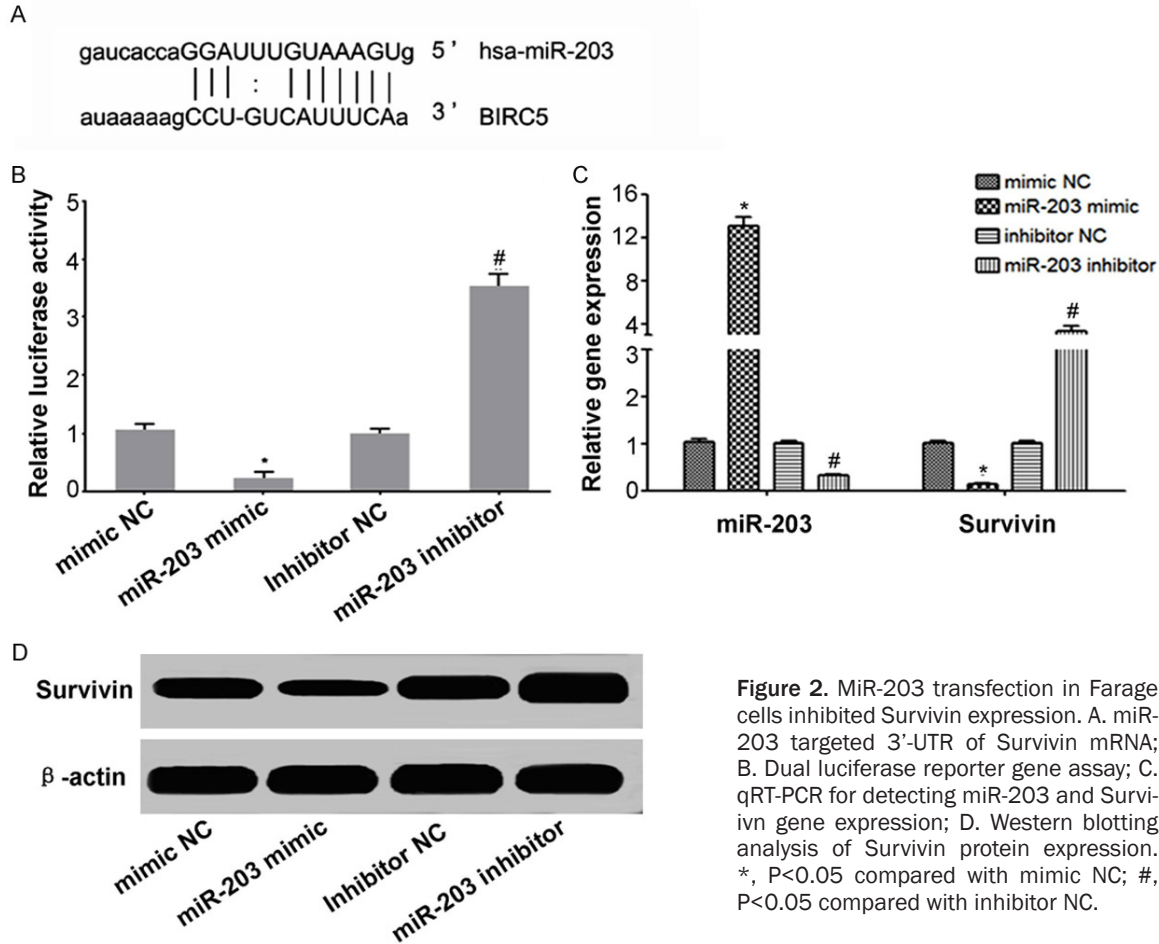 A
gaucaccaGGAUUUGUAAAGUg 5' hsa-miR-203
auaaaaagCCU-GUCAUUUCAa 3' BIRC5
B
Relative luciferase activity
5
4
3
2
1
0
*
#
mimic NC
miR-203 mimic
Inhibitor NC
miR-203 inhibitor
C
Relative gene expression
16
12
8
4
3
2
1
0
*
#
*
#
mimic NC
miR-203 mimic
inhibitor NC
miR-203 inhibitor
miR-203
Survivin
D
Survivin
β-actin
mimic NC
miR-203 mimic
Inhibitor NC
miR-203 inhibitor
Figure 2. MiR-203 transfection in Farage
cells inhibited Survivin expression. A. miR-
203 targeted 3'-UTR of Survivin mRNA;
B. Dual luciferase reporter gene assay; C.
qRT-PCR for detecting miR-203 and Survi-
ivn gene expression; D. Western blotting
analysis of Survivin protein expression.
*, P<0.05 compared with mimic NC; #,
P<0.05 compared with inhibitor NC.